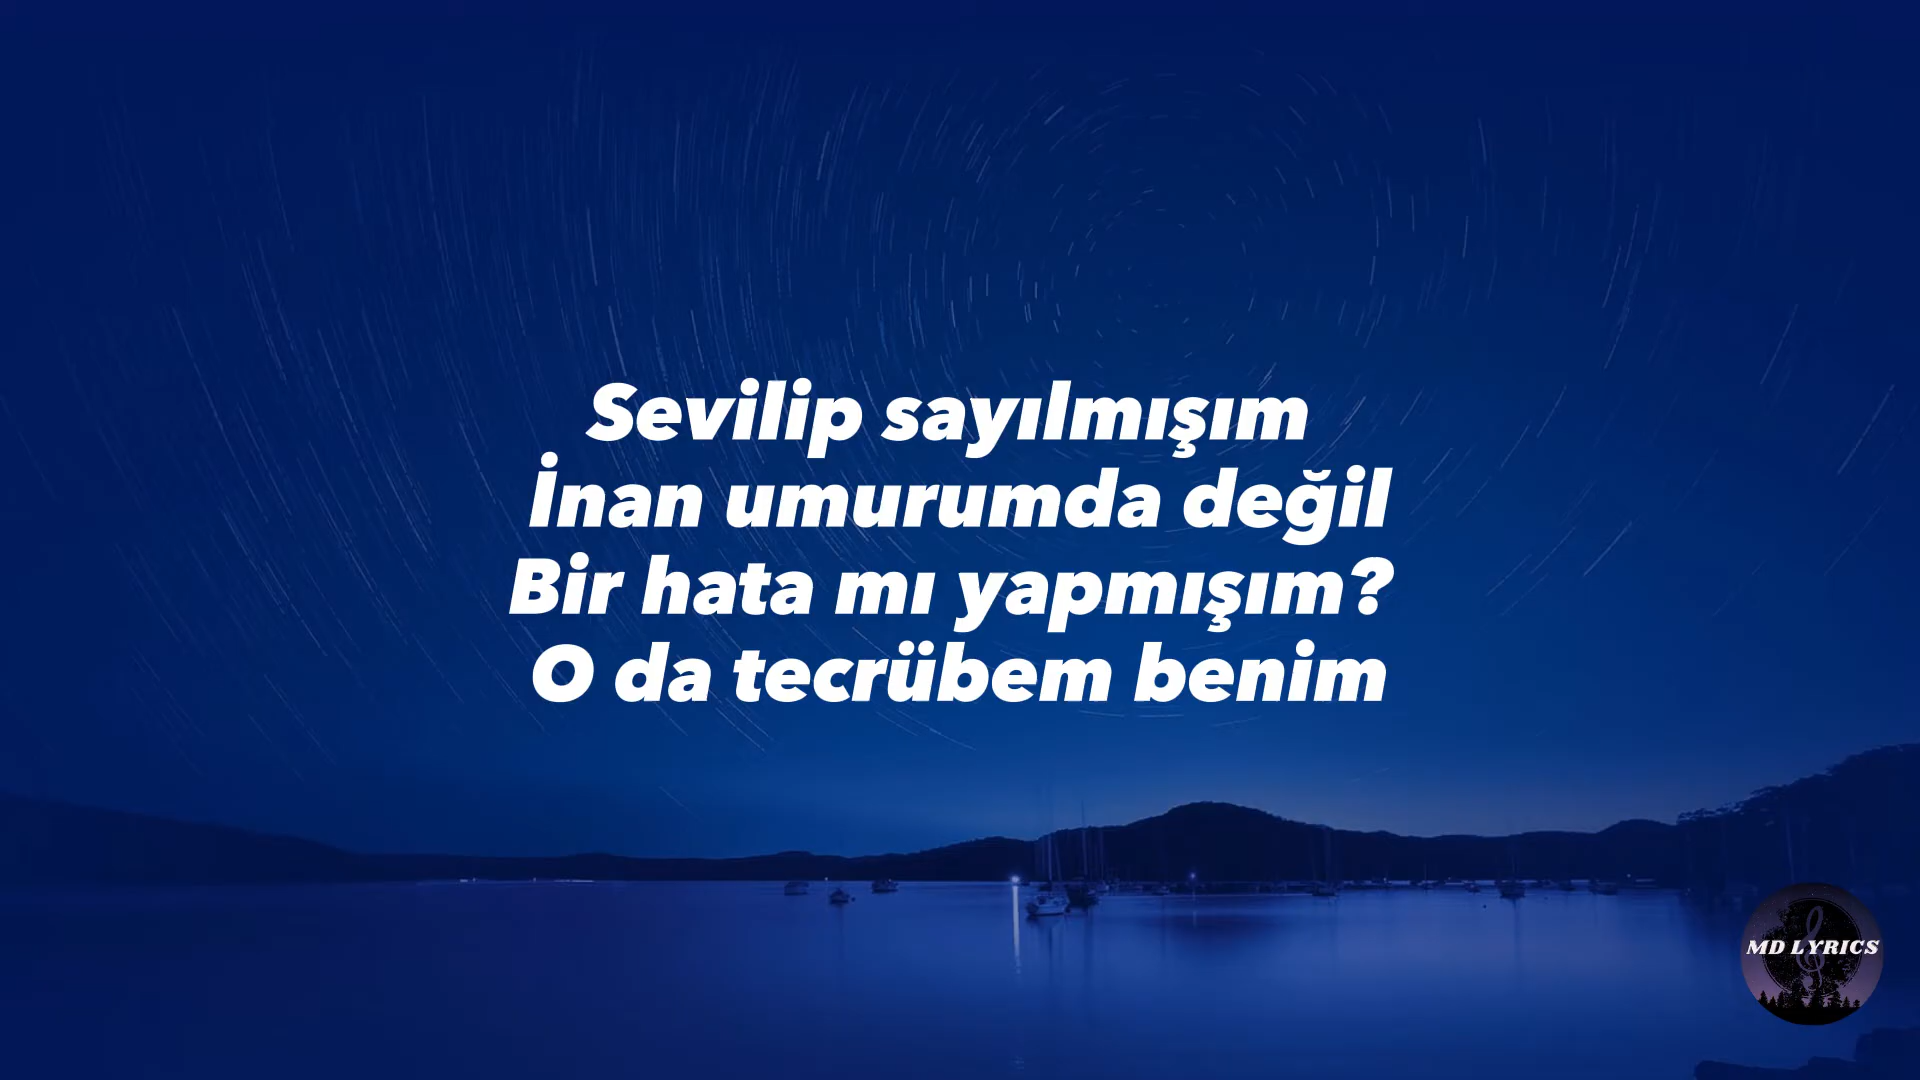 Sevilip sayılmışım
İnan umurumda değil
Bir hata mı yapmışım?
O da tecrübem benim
MD LYRICS